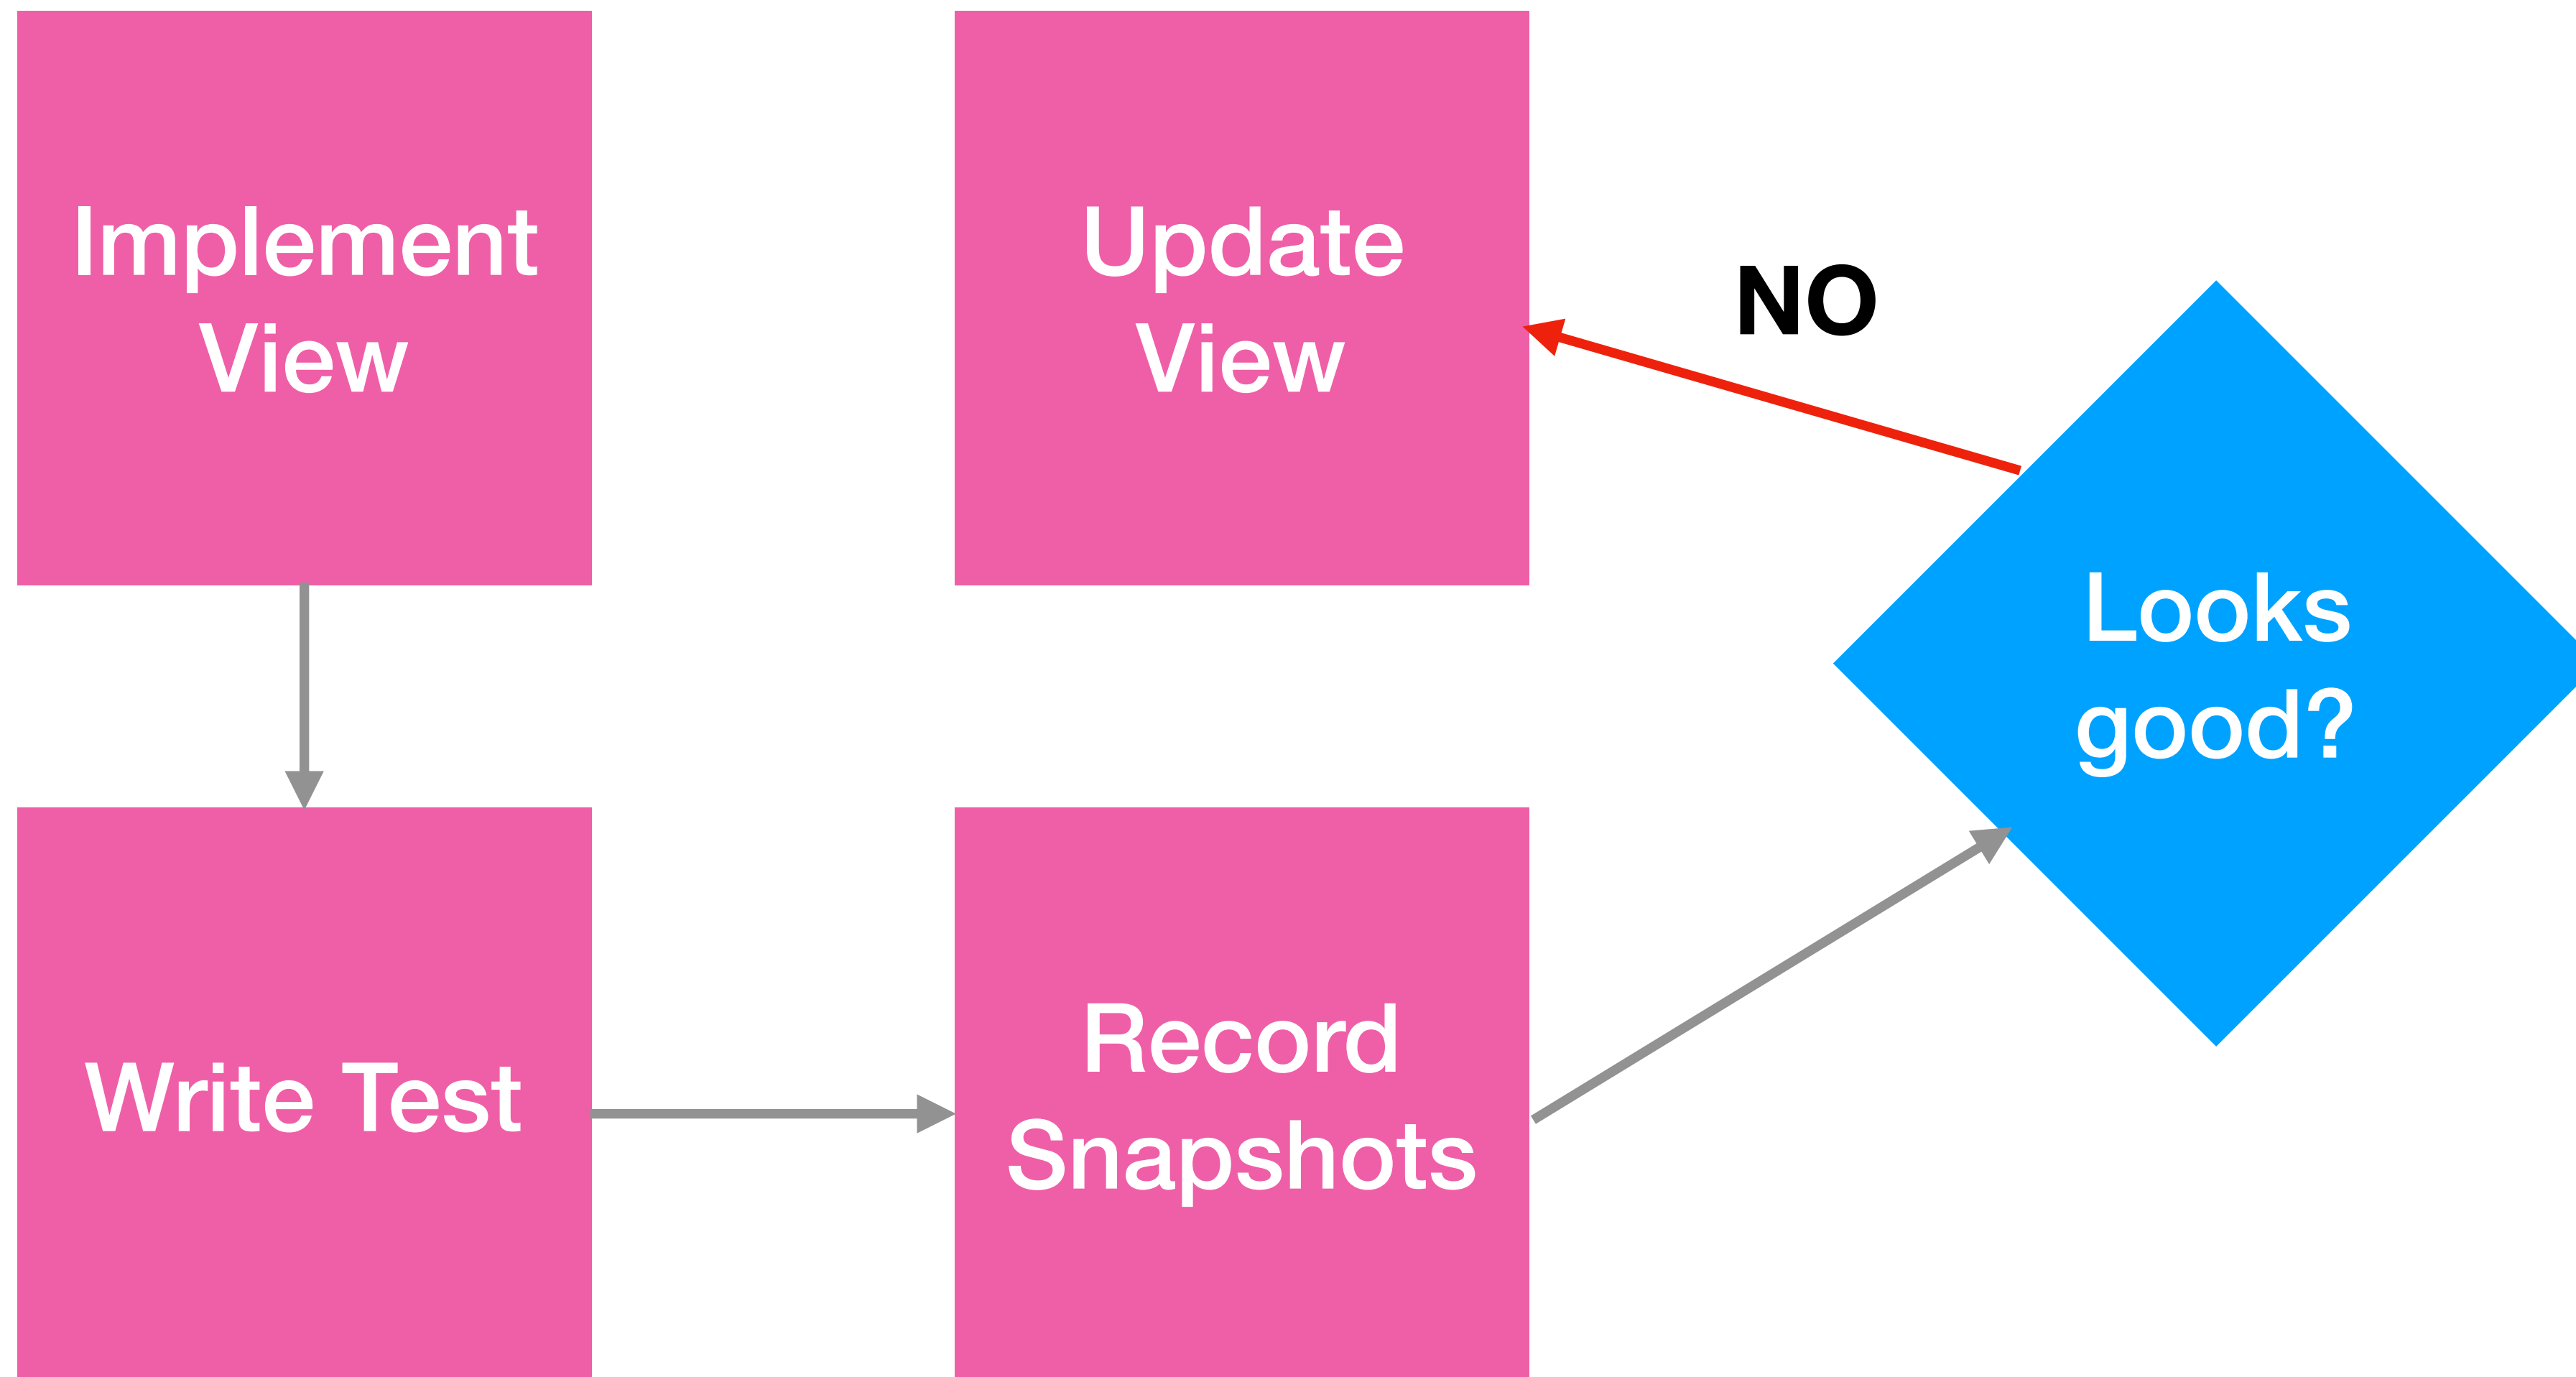 Implement
View
Update
View
NO
Looks
good?
Write Test
Record
Snapshots